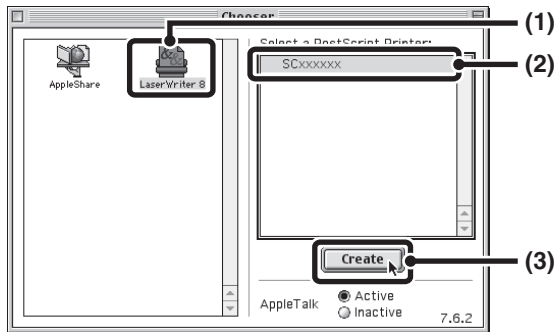 Chooser
(1)
Select a PostScript Printer:
SCxxxxxx
(2)
AppleShare
LaserWriter 8
Create
(3)
AppleTalk
Active
Inactive
7.6.2